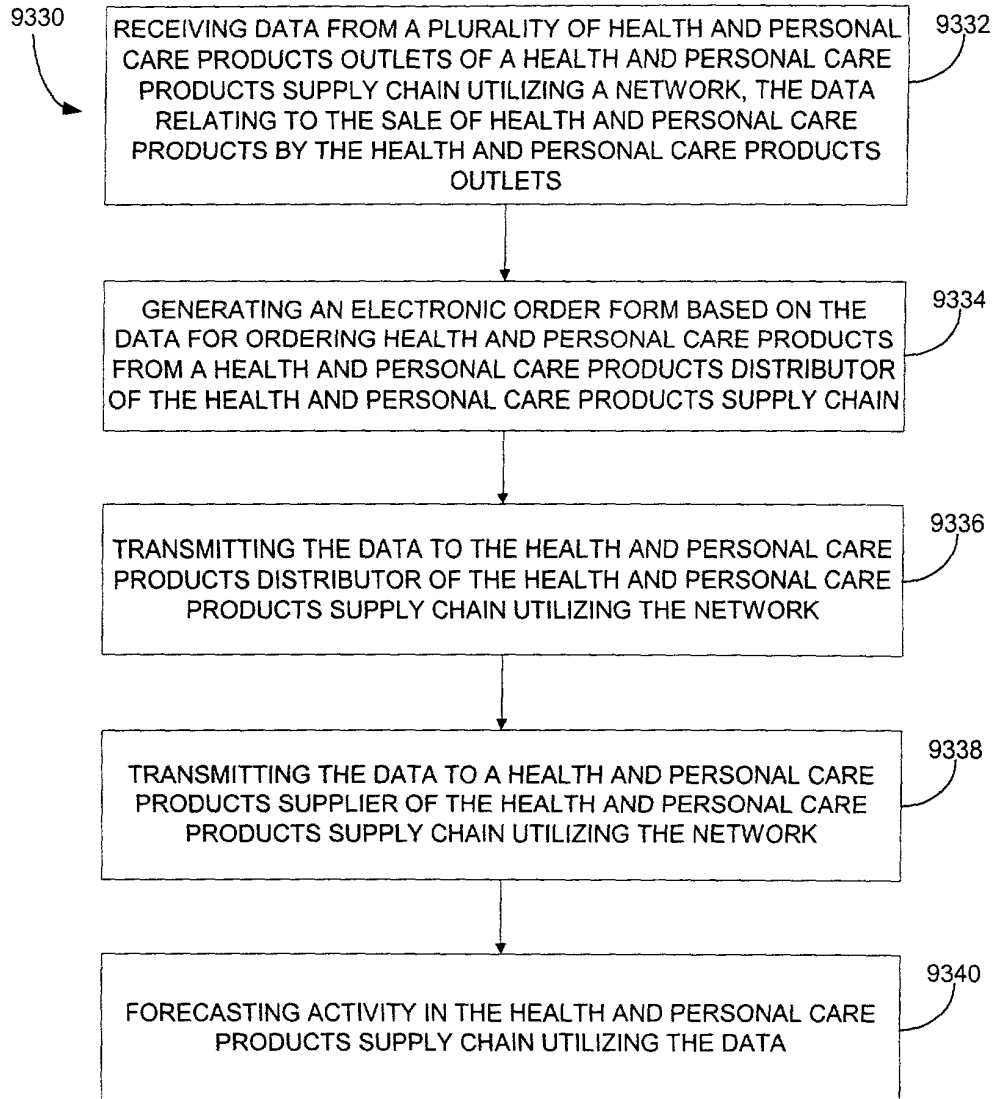 9330
RECEIVING DATA FROM A PLURALITY OF HEALTH AND PERSONAL
CARE PRODUCTS OUTLETS OF A HEALTH AND PERSONAL CARE
PRODUCTS SUPPLY CHAIN UTILIZING A NETWORK, THE DATA
RELATING TO THE SALE OF HEALTH AND PERSONAL CARE
PRODUCTS BY THE HEALTH AND PERSONAL CARE PRODUCTS
OUTLETS
9332
GENERATING AN ELECTRONIC ORDER FORM BASED ON THE
DATA FOR ORDERING HEALTH AND PERSONAL CARE PRODUCTS
FROM A HEALTH AND PERSONAL CARE PRODUCTS DISTRIBUTOR
OF THE HEALTH AND PERSONAL CARE PRODUCTS SUPPLY CHAIN
9334
TRANSMITTING THE DATA TO THE HEALTH AND PERSONAL CARE
PRODUCTS DISTRIBUTOR OF THE HEALTH AND PERSONAL CARE
PRODUCTS SUPPLY CHAIN UTILIZING THE NETWORK
9336
TRANSMITTING THE DATA TO A HEALTH AND PERSONAL CARE
PRODUCTS SUPPLIER OF THE HEALTH AND PERSONAL CARE
PRODUCTS SUPPLY CHAIN UTILIZING THE NETWORK
9338
FORECASTING ACTIVITY IN THE HEALTH AND PERSONAL CARE
PRODUCTS SUPPLY CHAIN UTILIZING THE DATA
9340